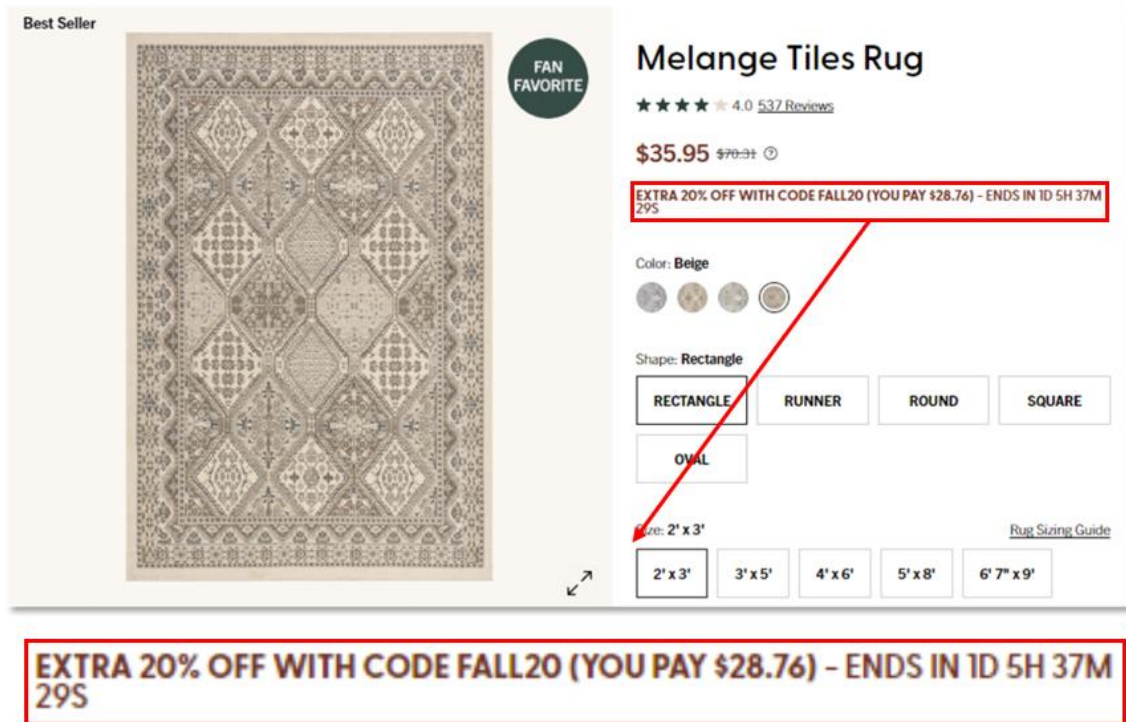 Best Seller
FAN
FAVORITE
Melange Tiles Rug
4.0 537 Reviews
$35.95 $70.31 ?
EXTRA 20% OFF WITH CODE FALL20 (YOU PAY $28.76) – ENDS IN 1D 5H 37M
29S
Color: Beige
Shape: Rectangle
RECTANGLE RUNNER ROUND SQUARE
OVAL
Size: 2' x 3' Rug Sizing Guide
2' x 3' 3' x 5' 4' x 6' 5' x 8' 6' 7" x 9'
EXTRA 20% OFF WITH CODE FALL20 (YOU PAY $28.76) – ENDS IN 1D 5H 37M
29S